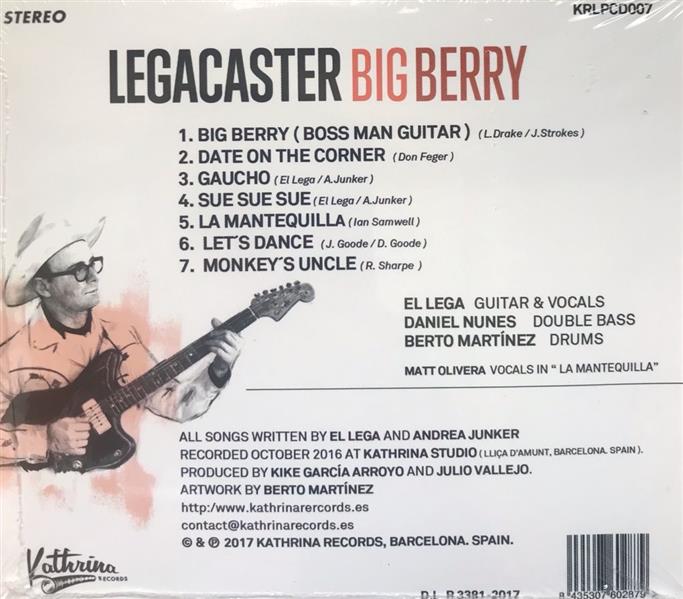 STEREO
KRLPCD007
LEGACASTER BIG BERRY
1. BIG BERRY ( BOSS MAN GUITAR ) ( L.Drake / J.Strokes )
2. DATE ON THE CORNER ( Don Feger )
3. GAUCHO ( El Lega / A.Junker )
4. SUE SUE SUE ( El Lega / A.Junker )
5. LA MANTEQUILLA ( Ian Samwell )
6. LET´S DANCE ( J. Goode / D. Goode )
7. MONKEY´S UNCLE ( R. Sharpe )
EL LEGA GUITAR & VOCALS
DANIEL NUNES DOUBLE BASS
BERTO MARTÍNEZ DRUMS
MATT OLIVERA VOCALS IN “ LA MANTEQUILLA”
ALL SONGS WRITTEN BY EL LEGA AND ANDREA JUNKER
RECORDED OCTOBER 2016 AT KATHRINA STUDIO ( LLIÇA D'AMUNT, BARCELONA. SPAIN ).
PRODUCED BY KIKE GARCÍA ARROYO AND JULIO VALLEJO.
ARTWORK BY BERTO MARTÍNEZ
http:/www.kathrinarecords.es
contact@kathrinarecords.es
© & ℗ 2017 KATHRINA RECORDS, BARCELONA. SPAIN.
Kathrina
RECORDS
D.L. B 3381-2017
8 435307 602879